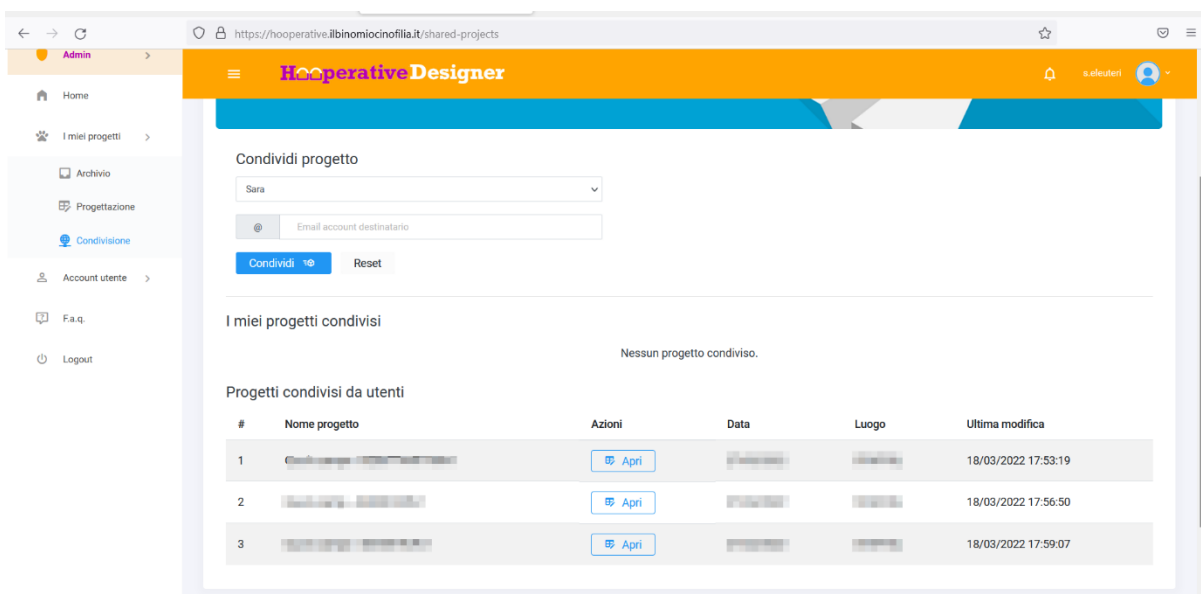 https://hooperative.ilbinomiocinofilia.it/shared-projects
Admin
Home
I miei progetti
Archivio
Progettazione
Condivisione
Account utente
F.a.q.
Logout
HooperativeDesigner
s.eleuteri
Condividi progetto
Sara
@ Email account destinatario
Condividi Reset
I miei progetti condivisi
Nessun progetto condiviso.
Progetti condivisi da utenti
# Nome progetto Azioni Data Luogo Ultima modifica
1 Apri 18/03/2022 17:53:19
2 Apri 18/03/2022 17:56:50
3 Apri 18/03/2022 17:59:07